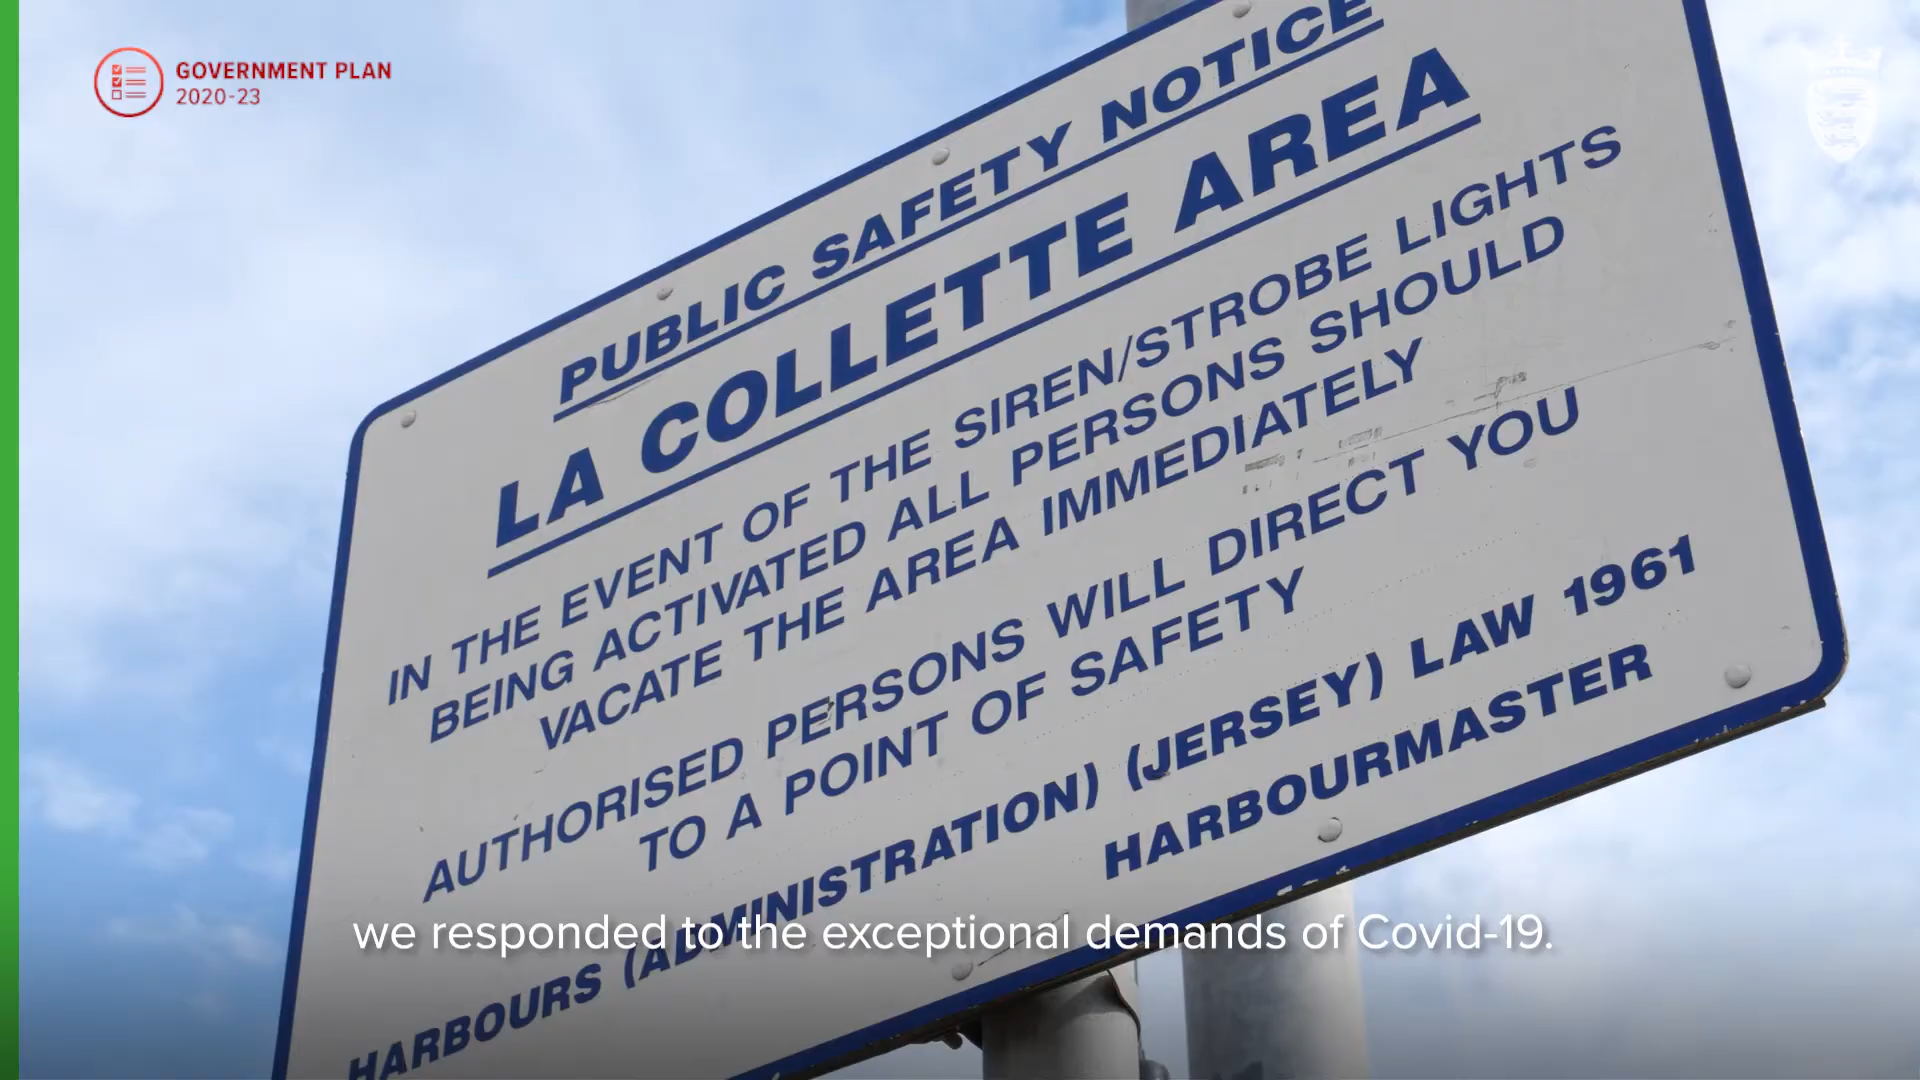 GOVERNMENT PLAN
2020-23
PUBLIC SAFETY NOTICE
LA COLLETTE AREA
IN THE EVENT OF THE SIREN/STROBE LIGHTS
BEING ACTIVATED ALL PERSONS SHOULD
VACATE THE AREA IMMEDIATELY
AUTHORISED PERSONS WILL DIRECT YOU
TO A POINT OF SAFETY
HARBOURS (ADMINISTRATION) (JERSEY) LAW 1961
HARBOURMASTER
we responded to the exceptional demands of Covid-19.